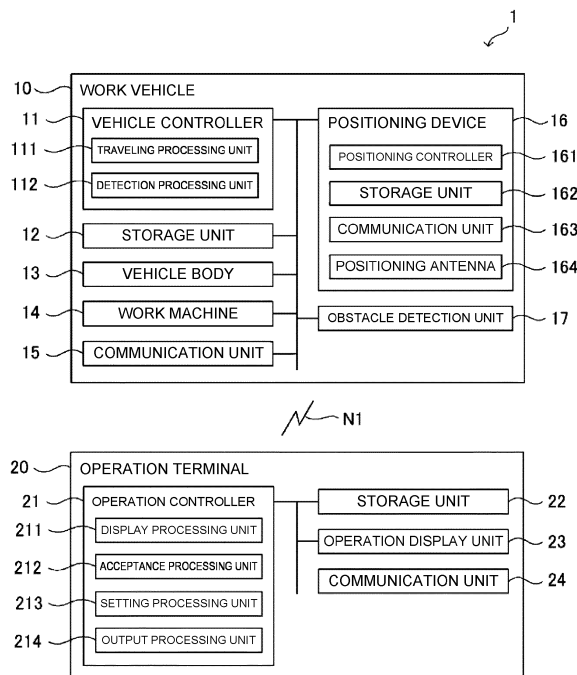 1
10 WORK VEHICLE
11 VEHICLE CONTROLLER
111 TRAVELING PROCESSING UNIT
112 DETECTION PROCESSING UNIT
12 STORAGE UNIT
13 VEHICLE BODY
14 WORK MACHINE
15 COMMUNICATION UNIT
POSITIONING DEVICE 16
POSITIONING CONTROLLER 161
STORAGE UNIT 162
COMMUNICATION UNIT 163
POSITIONING ANTENNA 164
OBSTACLE DETECTION UNIT 17
N1
20 OPERATION TERMINAL
21 OPERATION CONTROLLER
211 DISPLAY PROCESSING UNIT
212 ACCEPTANCE PROCESSING UNIT
213 SETTING PROCESSING UNIT
214 OUTPUT PROCESSING UNIT
STORAGE UNIT 22
OPERATION DISPLAY UNIT 23
COMMUNICATION UNIT 24